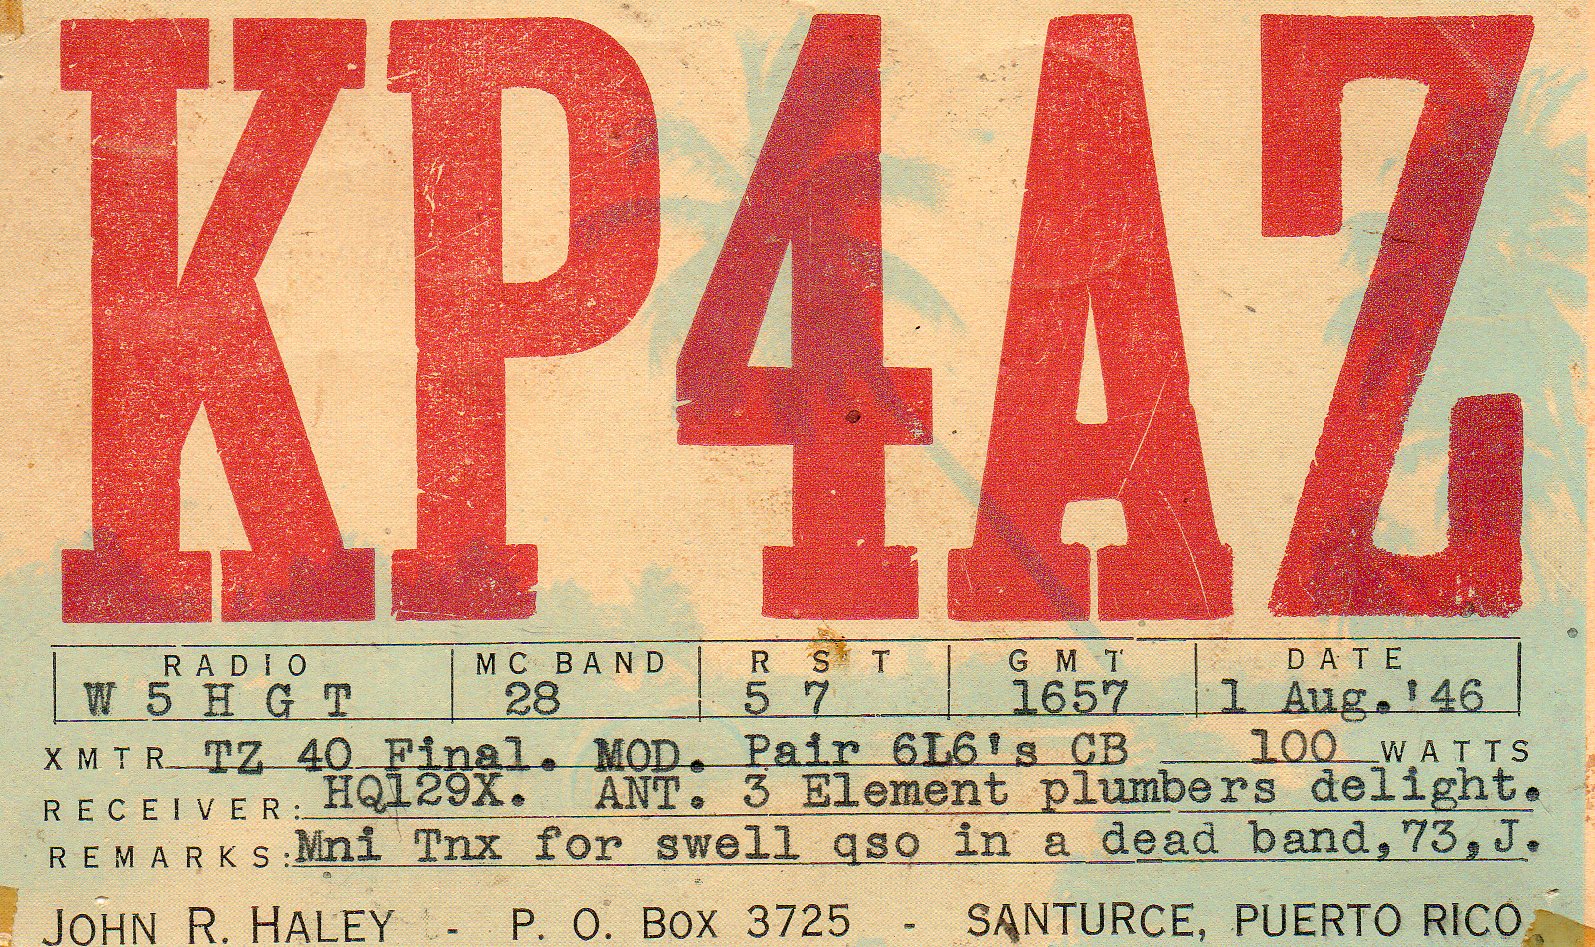 KP4AZ
RADIO MC BAND R S T GMT DATE
W 5 H G T 28 5 7 1657 1 Aug.'46
XMTR TZ 40 Final. MOD. Pair 6L6's CB 100 WATTS
RECEIVER: HQ129X. ANT. 3 Element plumbers delight.
REMARKS: Mni Tnx for swell qso in a dead band,73,J.
JOHN R. HALEY - P. O. BOX 3725 - SANTURCE, PUERTO RICO